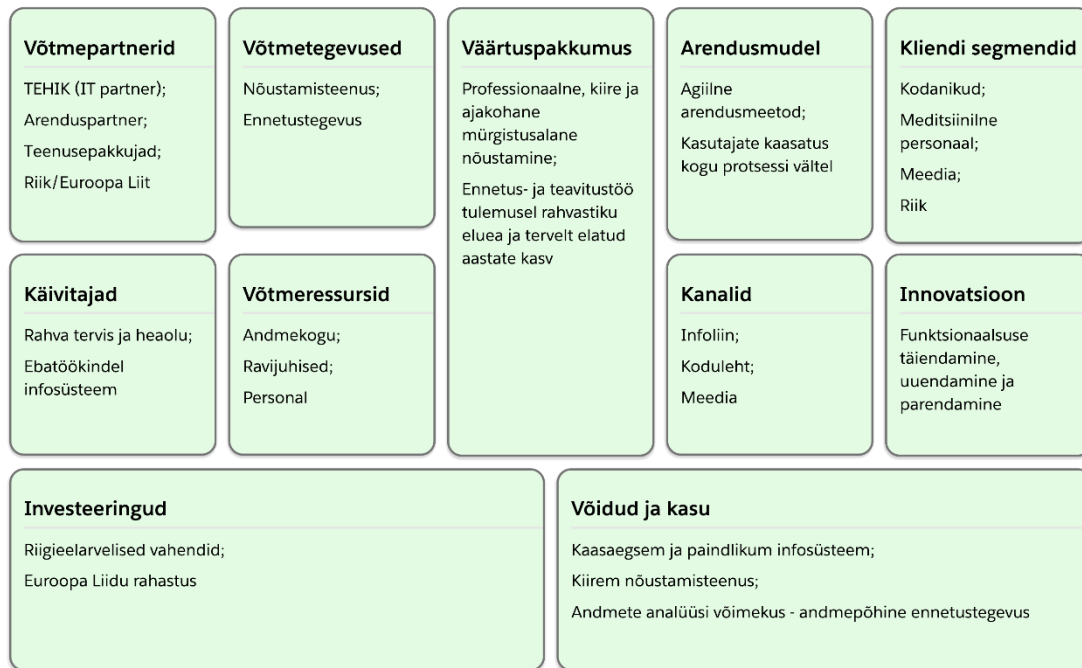 Võtmepartnerid
TEHIK (IT partner);
Arenduspartner;
Teenusepakkujad;
Riik/Euroopa Liit
Võtmetegevused
Nõustamisteenus;
Ennetustegevus
Väärtuspakkumus
Professionaalne, kiire ja
ajakohane
mürgistusalane
nõustamine;
Ennetus- ja teavitustöö
tulemusel rahvastiku
eluea ja tervelt elatud
aastate kasv
Arendusmudel
Agiilne
arendusmeetod;
Kasutajate kaasatus
kogu protsessi vältel
Kliendi segmendid
Kodanikud;
Meditsiinilne
personaal;
Meedia;
Riik
Käivitajad
Rahva tervis ja heaolu;
Ebatöökindel
infosüsteem
Võtmeressursid
Andmekogu;
Ravijuhised;
Personal
Kanalid
Infoliin;
Koduleht;
Meedia
Innovatsioon
Funktsionaalsuse
täiendamine,
uuendamine ja
parendamine
Investeeringud
Riigieelarvelised vahendid;
Euroopa Liidu rahastus
Võidud ja kasu
Kaasaegsem ja paindlikum infosüsteem;
Kiirem nõustamisteenus;
Andmete analüüsi võimekus - andmepõhine ennetustegevus